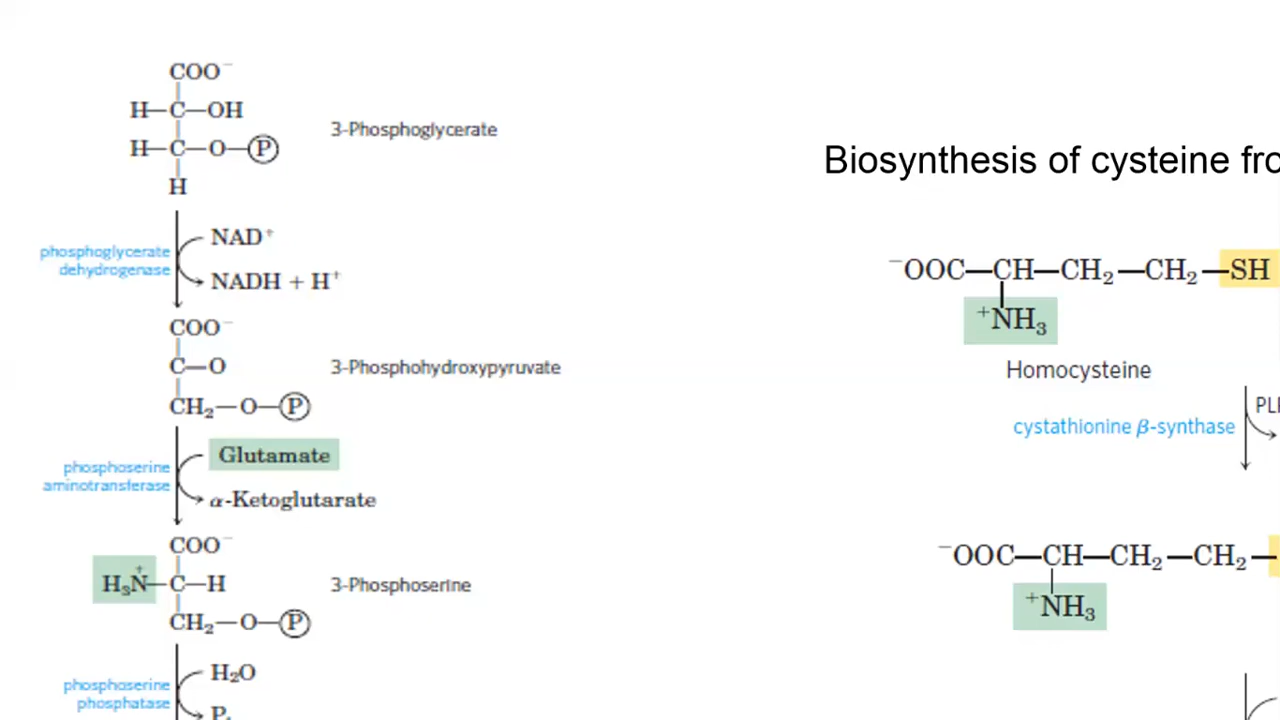 COO⁻
H—C—OH
3-Phosphoglycerate
H—C—O—P
H
phosphoglycerate
dehydrogenase
NAD⁺
NADH + H⁺
COO⁻
C—O
3-Phosphohydroxypyruvate
CH₂—O—P
phosphoserine
aminotransferase
Glutamate
α-Ketoglutarate
COO⁻
H₃N⁺—C—H
3-Phosphoserine
CH₂—O—P
phosphoserine
phosphatase
H₂O
Biosynthesis of cysteine
⁻OOC—CH—CH₂—CH₂—SH
⁺NH₃
Homocysteine
cystathionine β-synthase
⁻OOC—CH—CH₂—CH₂—
⁺NH₃